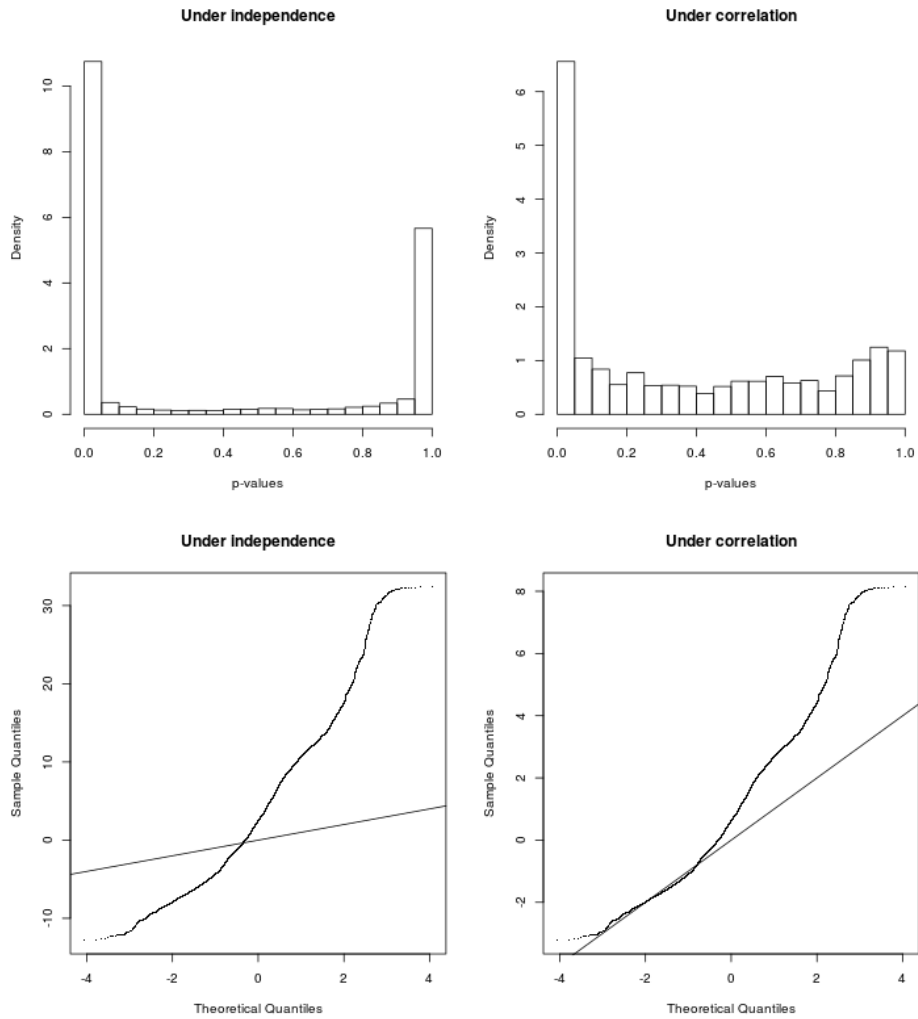 Under independence
Under correlation
Density
10
8
6
4
2
0
0.0 0.2 0.4 0.6 0.8 1.0
p-values
Density
6
5
4
3
2
1
0
0.0 0.2 0.4 0.6 0.8 1.0
p-values
Under independence
Under correlation
Sample Quantiles
30
20
10
0
-10
-4 -2 0 2 4
Theoretical Quantiles
Sample Quantiles
8
6
4
2
0
-2
-4 -2 0 2 4
Theoretical Quantiles